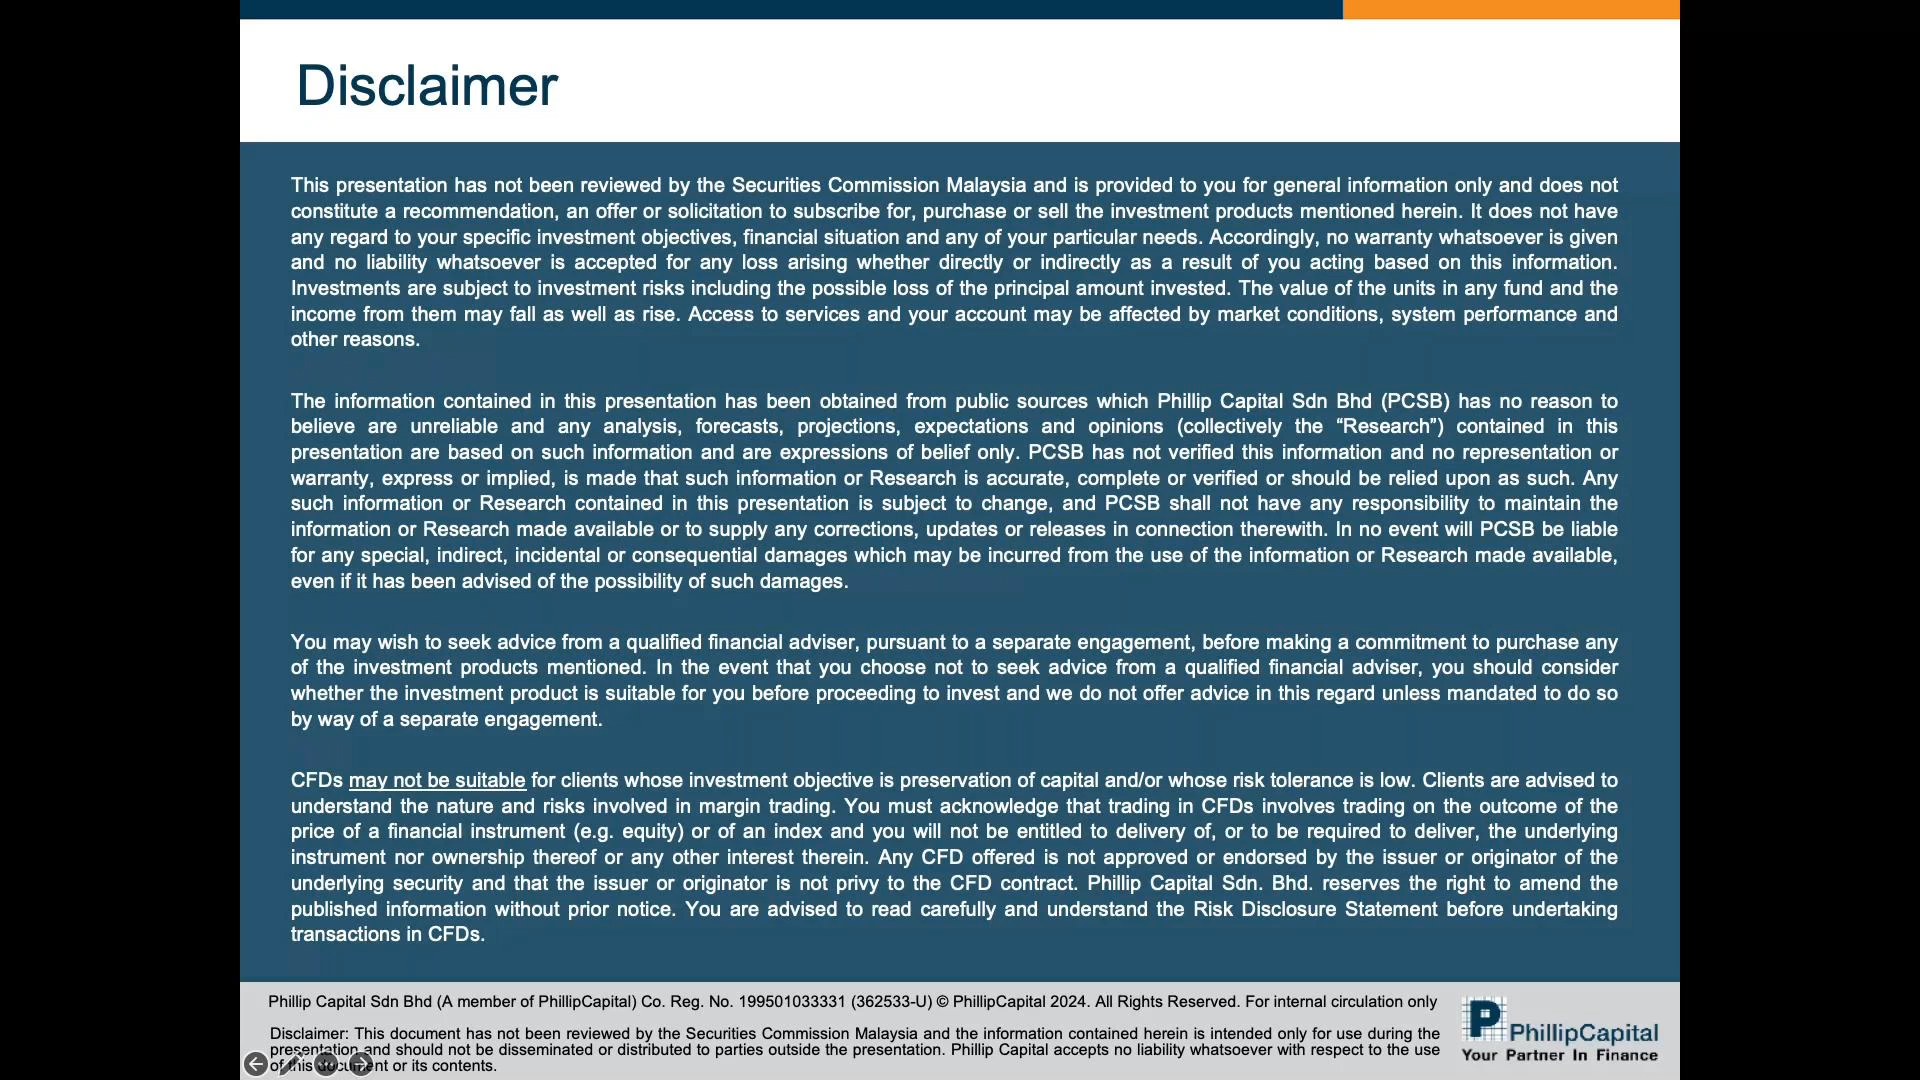 Disclaimer
This presentation has not been reviewed by the Securities Commission Malaysia and is provided to you for general information only and does not
constitute a recommendation, an offer or solicitation to subscribe for, purchase or sell the investment products mentioned herein. It does not have
any regard to your specific investment objectives, financial situation and any of your particular needs. Accordingly, no warranty whatsoever is given
and no liability whatsoever is accepted for any loss arising whether directly or indirectly as a result of you acting based on this information.
Investments are subject to investment risks including the possible loss of the principal amount invested. The value of the units in any fund and the
income from them may fall as well as rise. Access to services and your account may be affected by market conditions, system performance and
other reasons.
The information contained in this presentation has been obtained from public sources which Phillip Capital Sdn Bhd (PCSB) has no reason to
believe are unreliable and any analysis, forecasts, projections, expectations and opinions (collectively the “Research”) contained in this
presentation are based on such information and are expressions of belief only. PCSB has not verified this information and no representation or
warranty, express or implied, is made that such information or Research is accurate, complete or verified or should be relied upon as such. Any
such information or Research contained in this presentation is subject to change, and PCSB shall not have any responsibility to maintain the
information or Research made available or to supply any corrections, updates or releases in connection therewith. In no event will PCSB be liable
for any special, indirect, incidental or consequential damages which may be incurred from the use of the information or Research made available,
even if it has been advised of the possibility of such damages.
You may wish to seek advice from a qualified financial adviser, pursuant to a separate engagement, before making a commitment to purchase any
of the investment products mentioned. In the event that you choose not to seek advice from a qualified financial adviser, you should consider
whether the investment product is suitable for you before proceeding to invest and we do not offer advice in this regard unless mandated to do so
by way of a separate engagement.
CFDs may not be suitable for clients whose investment objective is preservation of capital and/or whose risk tolerance is low. Clients are advised to
understand the nature and risks involved in margin trading. You must acknowledge that trading in CFDs involves trading on the outcome of the
price of a financial instrument (e.g. equity) or of an index and you will not be entitled to delivery of, or to be required to deliver, the underlying
instrument nor ownership thereof or any other interest therein. Any CFD offered is not approved or endorsed by the issuer or originator of the
underlying security and that the issuer or originator is not privy to the CFD contract. Phillip Capital Sdn. Bhd. reserves the right to amend the
published information without prior notice. You are advised to read carefully and understand the Risk Disclosure Statement before undertaking
transactions in CFDs.
Phillip Capital Sdn Bhd (A member of PhillipCapital) Co. Reg. No. 199501033331 (362533-U) © PhillipCapital 2024. All Rights Reserved. For internal circulation only
Disclaimer: This document has not been reviewed by the Securities Commission Malaysia and the information contained herein is intended only for use during the
presentation and should not be disseminated or distributed to parties outside the presentation. Phillip Capital accepts no liability whatsoever with respect to the use
of this document or its contents.
P PhillipCapital
Your Partner In Finance